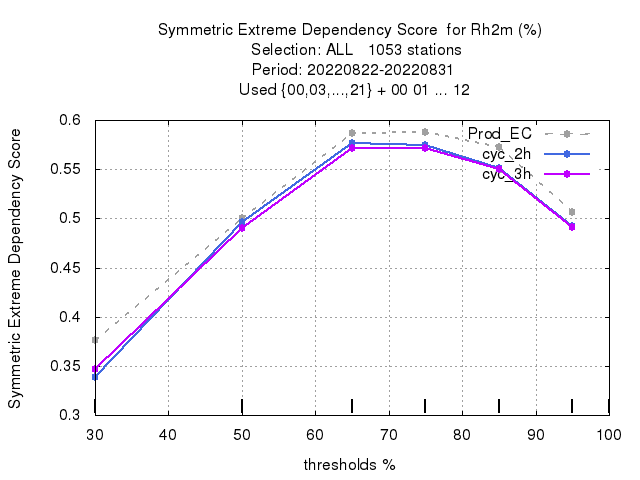 Symmetric Extreme Dependency Score  for Rh2m (%)
Selection: ALL   1053 stations
Period: 20220822-20220831
Used {00,03,...,21} + 00 01 ... 12
Symmetric Extreme Dependency Score
0.6
0.55
0.5
0.45
0.4
0.35
0.3
Prod_EC
cyc_2h
cyc_3h
30 40 50 60 70 80 90 100
thresholds %